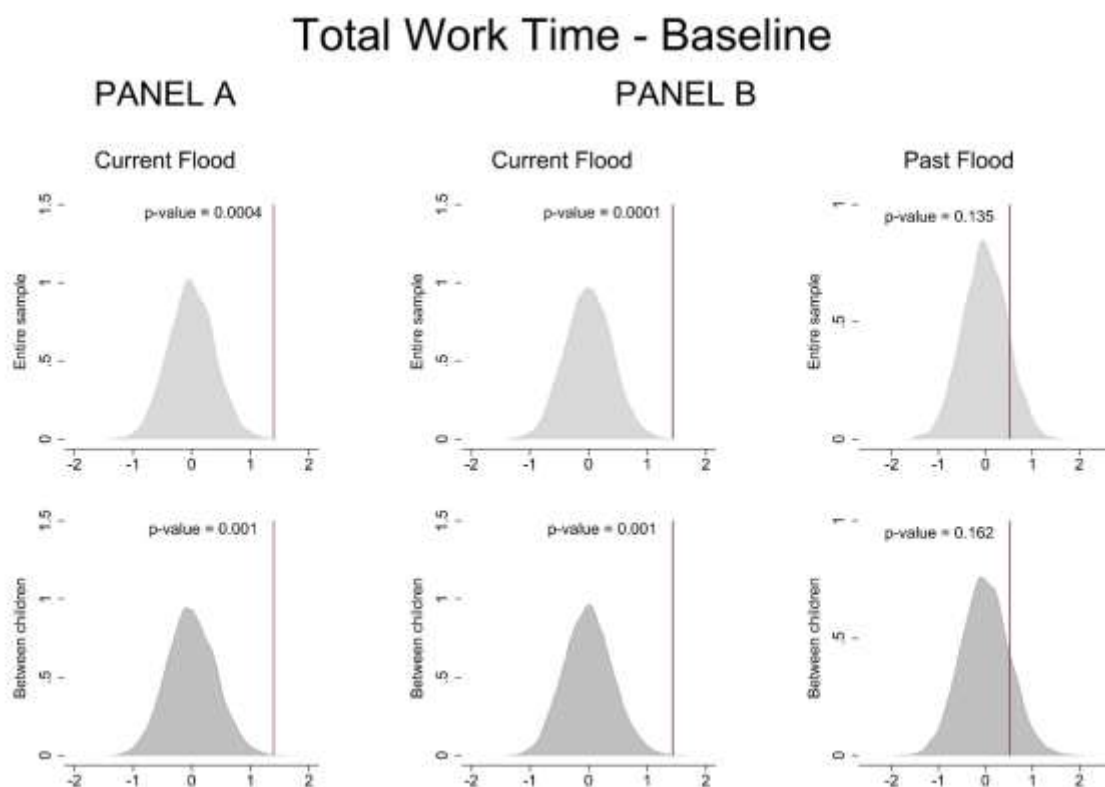 Total Work Time - Baseline
PANEL A
PANEL B
Current Flood
Current Flood
Past Flood
p-value = 0.0004
Entire sample
0
.5
1
1.5
-2 -1 0 1 2
p-value = 0.0001
Entire sample
0
.5
1
1.5
-2 -1 0 1 2
p-value = 0.135
Entire sample
0
.5
1
-2 -1 0 1 2
p-value = 0.001
Between children
0
.5
1
1.5
-2 -1 0 1 2
p-value = 0.001
Between children
0
.5
1
1.5
-2 -1 0 1 2
p-value = 0.162
Between children
0
.5
1
-2 -1 0 1 2